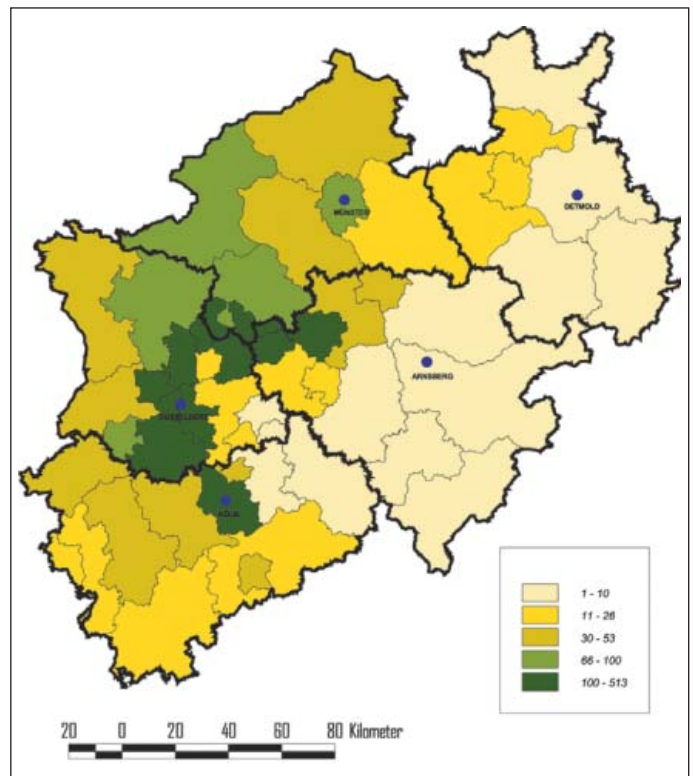 DETMOLD
MÜNSTER
ARNSBERG
DÜSSELDORF
KÖLN
1 - 10
11 - 26
30 - 53
66 - 100
100 - 513
20 0 20 40 60 80 Kilometer